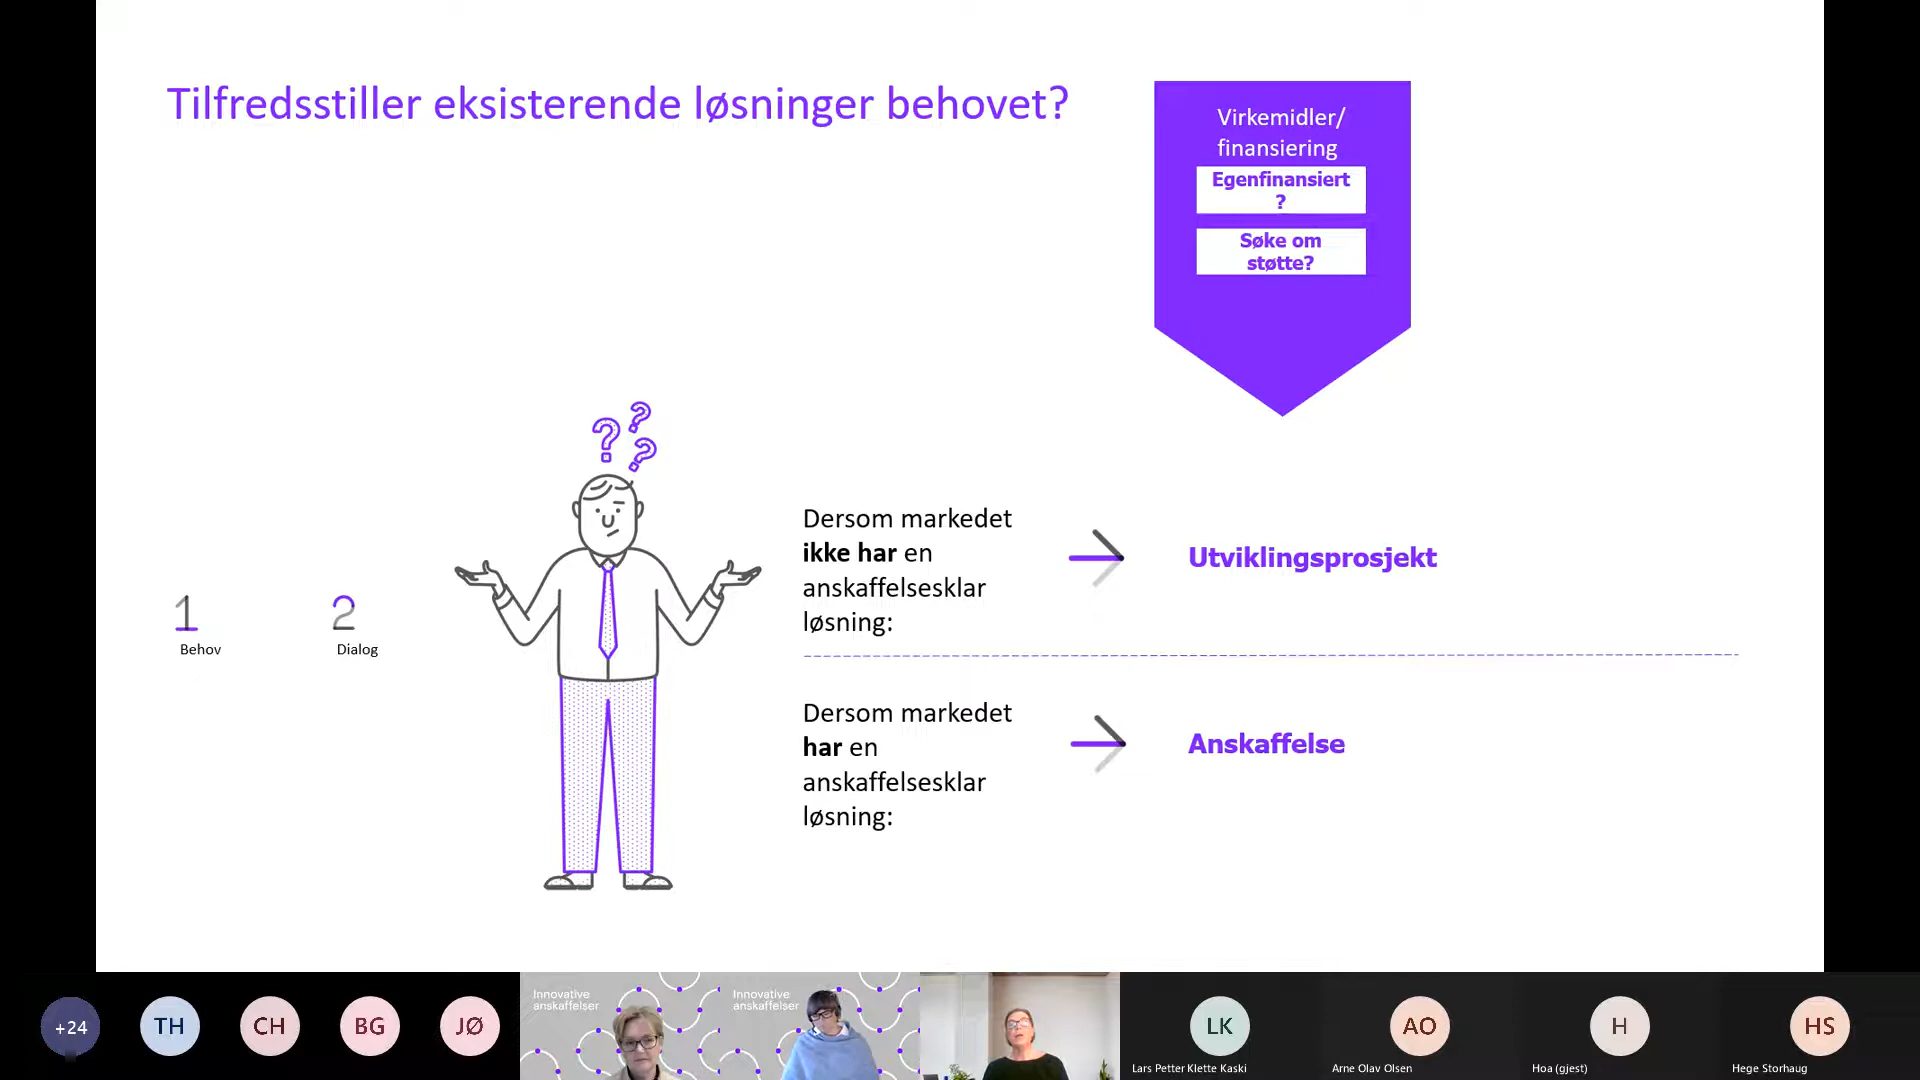 Tilfredsstiller eksisterende løsninger behovet?
Virkemidler/
finansiering
Egenfinansiert
?
Søke om
støtte?
? ? ?
Dersom markedet
ikke har en
anskaffelsesklar
løsning:
Utviklingsprosjekt
1
Behov
2
Dialog
Dersom markedet
har en
anskaffelsesklar
løsning:
Anskaffelse
+24
TH
CH
BG
JØ
Innovative
anskaffelser
Innovative
anskaffelser
LK
Lars Petter Klette Kaski
AO
Arne Olav Olsen
H
Hoa (gjest)
HS
Hege Storhaug